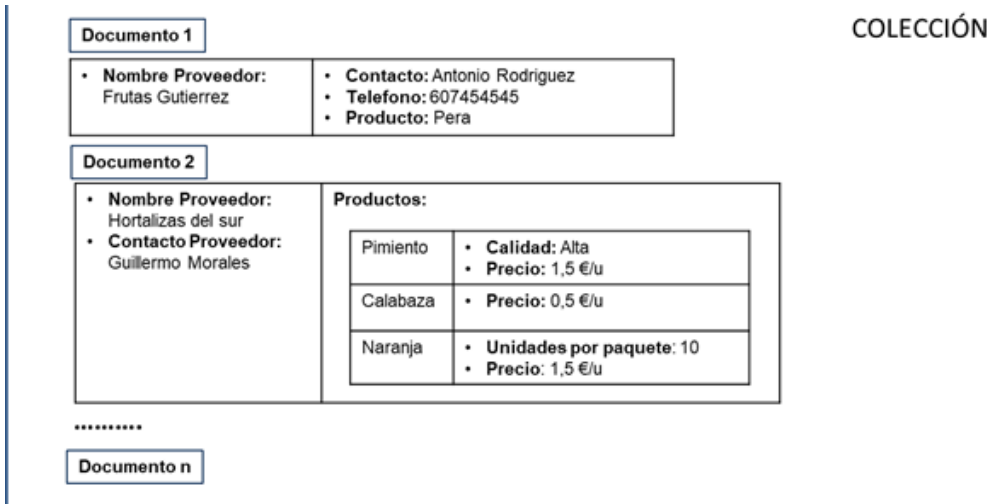 COLECCIÓN
Documento 1
• Nombre Proveedor:
Frutas Gutierrez
• Contacto: Antonio Rodriguez
• Telefono: 607454545
• Producto: Pera
Documento 2
• Nombre Proveedor:
Hortalizas del sur
• Contacto Proveedor:
Guillermo Morales
Productos:
Pimiento
• Calidad: Alta
• Precio: 1,5 €/u
Calabaza
• Precio: 0,5 €/u
Naranja
• Unidades por paquete: 10
• Precio: 1,5 €/u
..........
Documento n